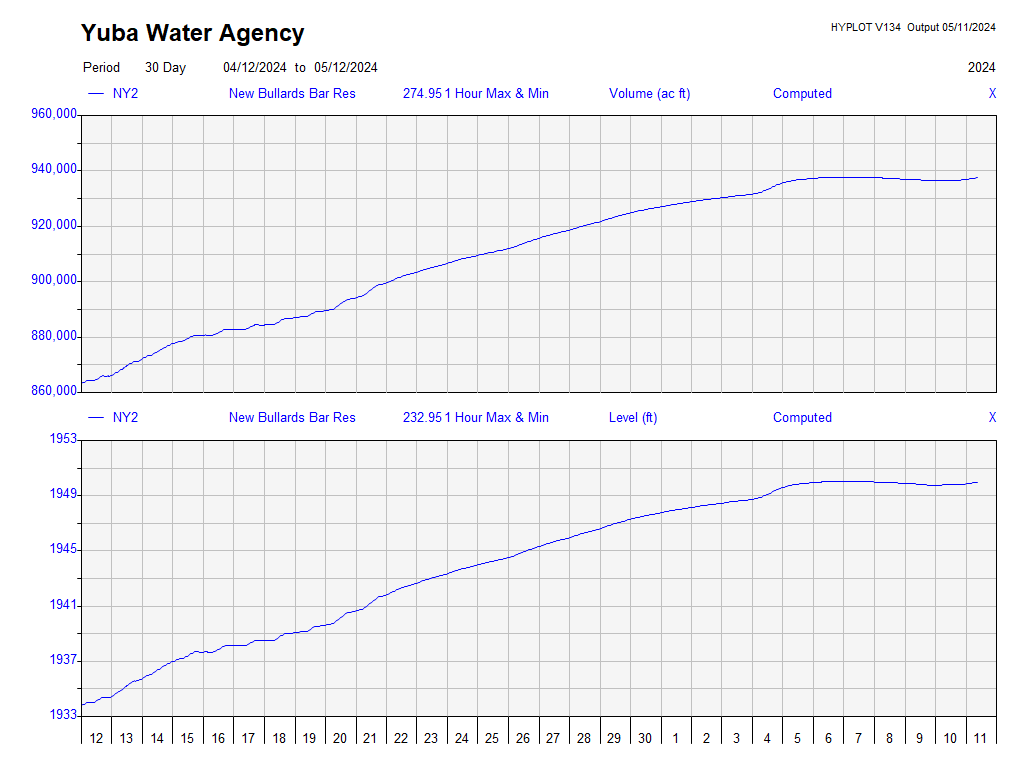 Yuba Water Agency
HYPLOT V134 Output 05/11/2024
Period 30 Day 04/12/2024 to 05/12/2024 2024
NY2 New Bullards Bar Res 274.95 1 Hour Max & Min Volume (ac ft) Computed X
960,000
940,000
920,000
900,000
880,000
860,000
NY2 New Bullards Bar Res 232.95 1 Hour Max & Min Level (ft) Computed X
1953
1949
1945
1941
1937
1933
12 13 14 15 16 17 18 19 20 21 22 23 24 25 26 27 28 29 30 1 2 3 4 5 6 7 8 9 10 11